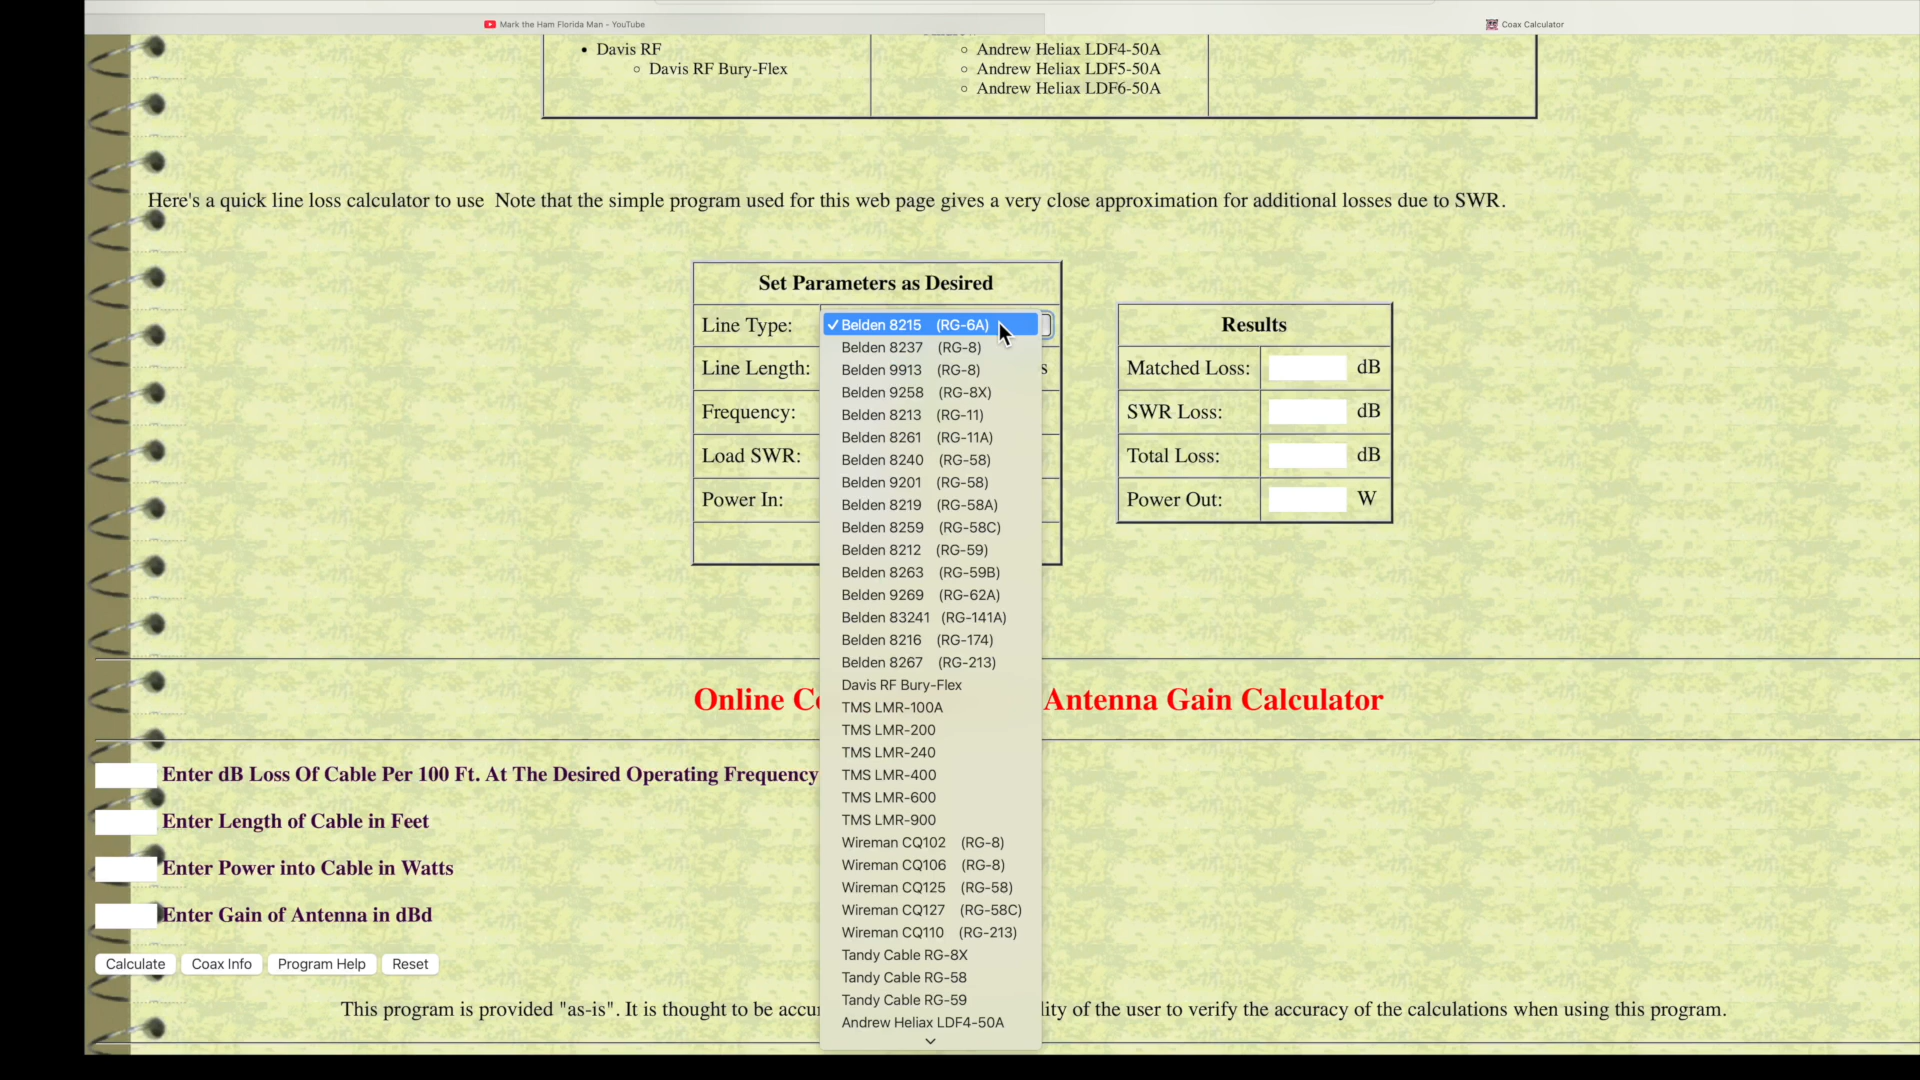 Mark the Ham Florida Man - YouTube
Coax Calculator
• Davis RF
○ Davis RF Bury-Flex
○ Andrew Heliax LDF4-50A
○ Andrew Heliax LDF5-50A
○ Andrew Heliax LDF6-50A
Here's a quick line loss calculator to use  Note that the simple program used for this web page gives a very close approximation for additional losses due to SWR.
Set Parameters as Desired
Line Type:
Line Length:
s
Frequency:
Load SWR:
Power In:
✓ Belden 8215 (RG-6A)
Belden 8237 (RG-8)
Belden 9913 (RG-8)
Belden 9258 (RG-8X)
Belden 8213 (RG-11)
Belden 8261 (RG-11A)
Belden 8240 (RG-58)
Belden 9201 (RG-58)
Belden 8219 (RG-58A)
Belden 8259 (RG-58C)
Belden 8212 (RG-59)
Belden 8263 (RG-59B)
Belden 9269 (RG-62A)
Belden 83241 (RG-141A)
Belden 8216 (RG-174)
Belden 8267 (RG-213)
Davis RF Bury-Flex
TMS LMR-100A
TMS LMR-200
TMS LMR-240
TMS LMR-400
TMS LMR-600
TMS LMR-900
Wireman CQ102 (RG-8)
Wireman CQ106 (RG-8)
Wireman CQ125 (RG-58)
Wireman CQ127 (RG-58C)
Wireman CQ110 (RG-213)
Tandy Cable RG-8X
Tandy Cable RG-58
Tandy Cable RG-59
Andrew Heliax LDF4-50A
Results
Matched Loss: dB
SWR Loss: dB
Total Loss: dB
Power Out: W
Online Co Antenna Gain Calculator
Enter dB Loss Of Cable Per 100 Ft. At The Desired Operating Frequency
Enter Length of Cable in Feet
Enter Power into Cable in Watts
Enter Gain of Antenna in dBd
Calculate Coax Info Program Help Reset
This program is provided "as-is". It is thought to be accur lity of the user to verify the accuracy of the calculations when using this program.